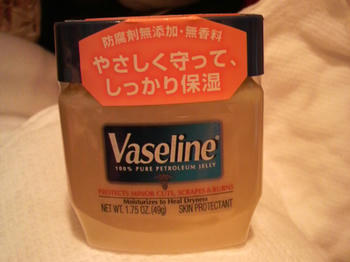 防腐剤無添加・無香料
やさしく守って、
しっかり保湿
Vaseline®
100% PURE PETROLEUM JELLY
PROTECTS MINOR CUTS, SCRAPES & BURNS
Moisturizes to Heal Dryness
NET WT. 1.75 OZ. (49g) SKIN PROTECTANT